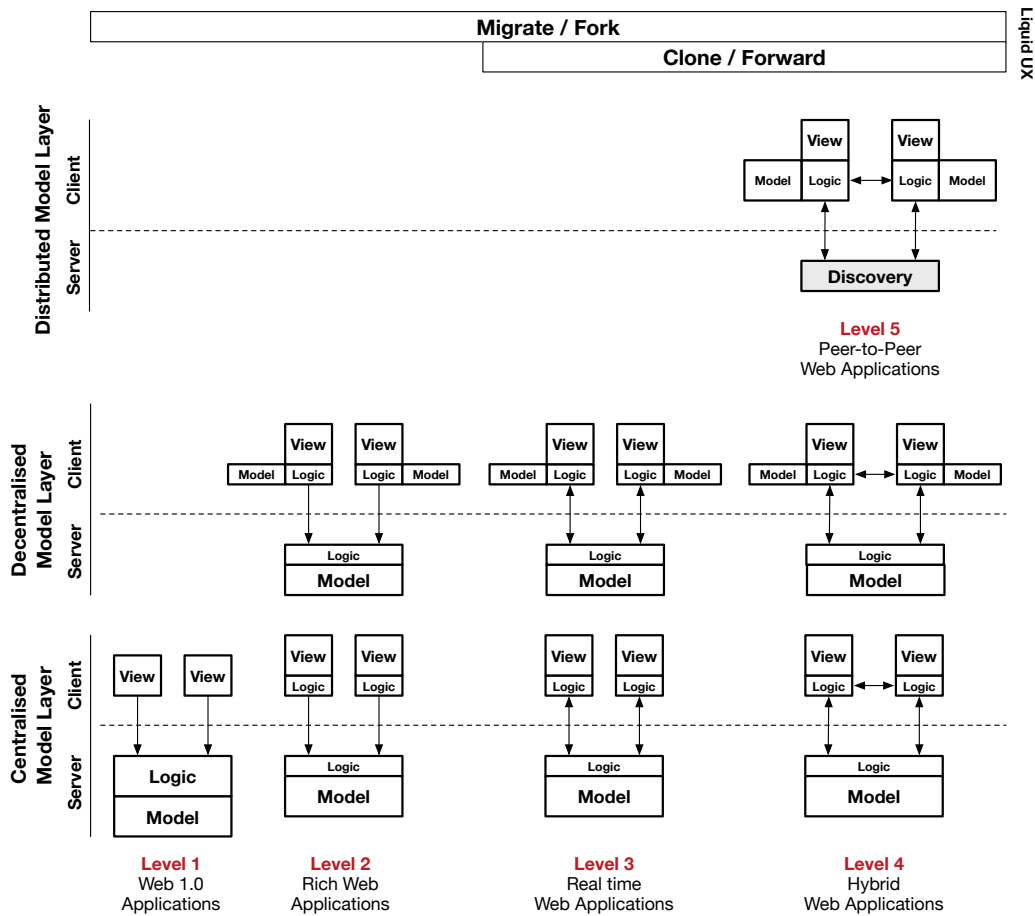 Migrate / Fork
Clone / Forward
Liquid UX
Distributed Model Layer
Client
Server
View
View
Model
Logic
Logic
Model
Discovery
Level 5
Peer-to-Peer
Web Applications
Decentralised
Model Layer
Client
Server
View
View
View
View
View
View
Model
Logic
Logic
Model
Model
Logic
Logic
Model
Model
Logic
Logic
Model
Logic
Logic
Logic
Model
Model
Model
Centralised
Model Layer
Client
Server
View
View
View
View
View
View
View
View
Logic
Logic
Logic
Logic
Logic
Logic
Logic
Logic
Logic
Logic
Model
Model
Model
Model
Level 1
Web 1.0
Applications
Level 2
Rich Web
Applications
Level 3
Real time
Web Applications
Level 4
Hybrid
Web Applications